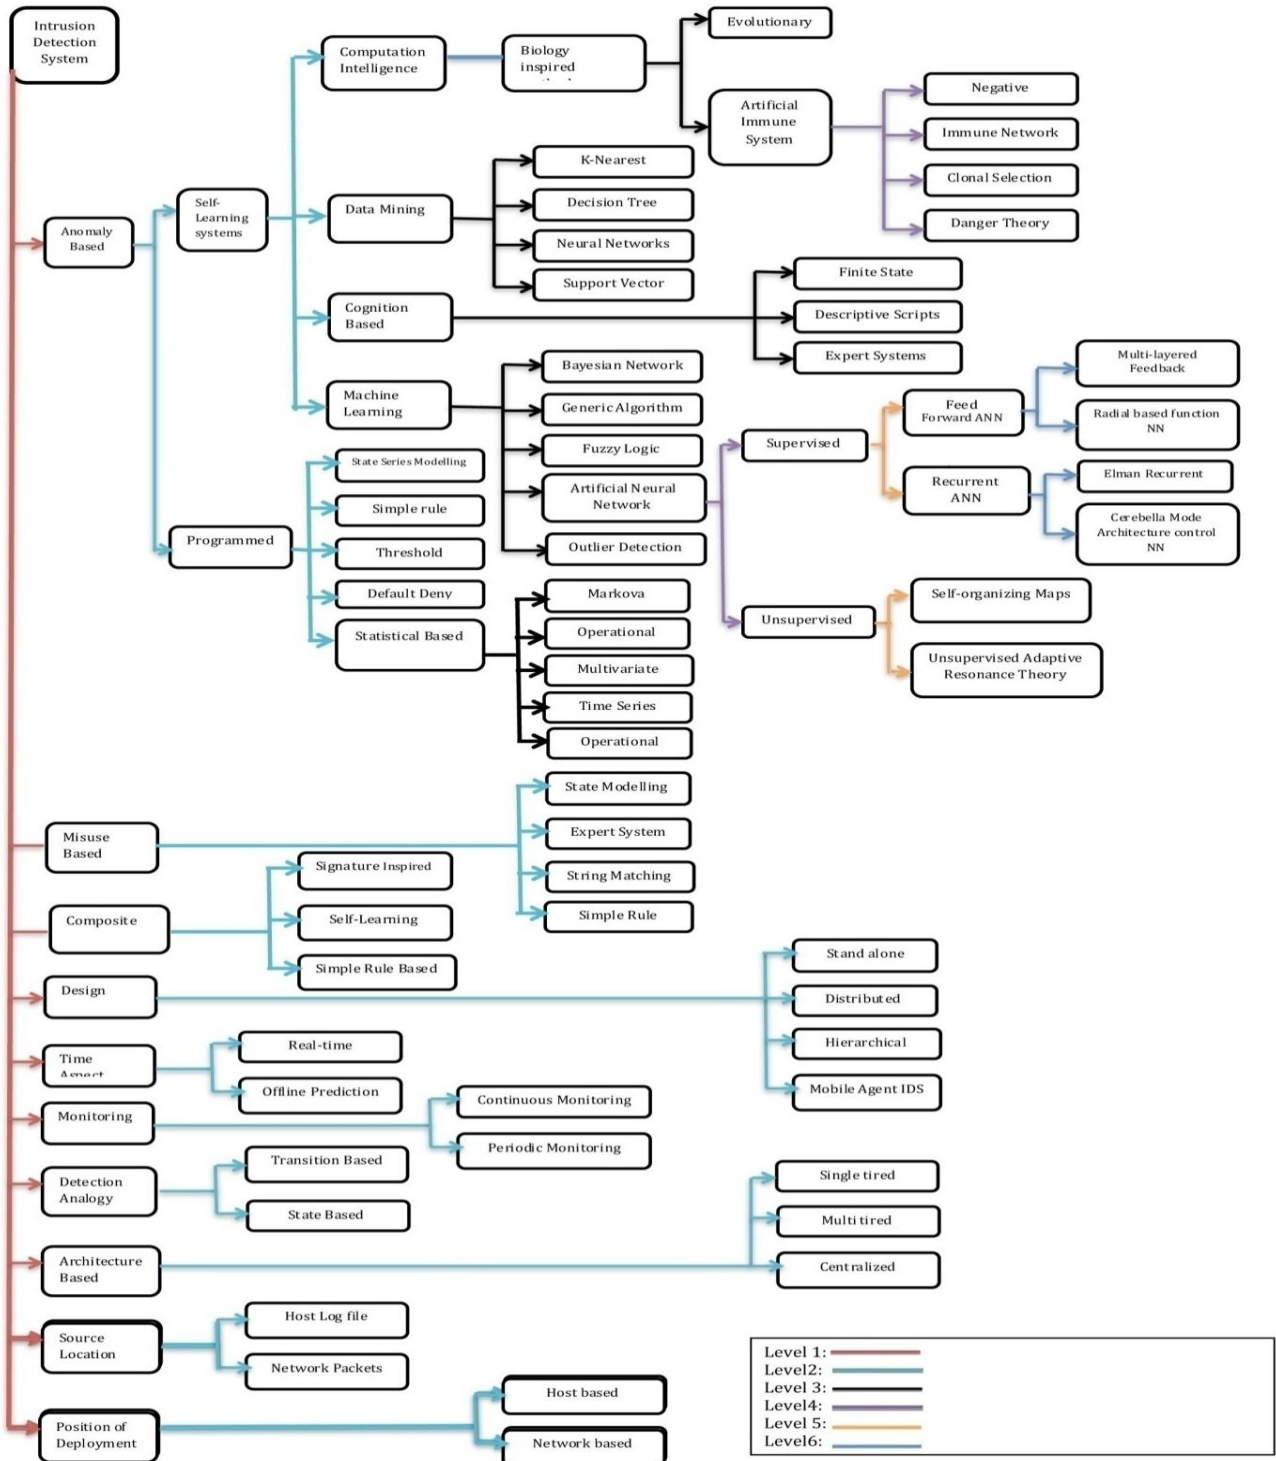 Intrusion
Detection
System
Computation
Intelligence
Biology
inspired
Evolutionary
Artificial
Immune
System
Negative
Immune Network
Clonal Selection
Danger Theory
Anomaly
Based
Self-
Learning
systems
Data Mining
K-Nearest
Decision Tree
Neural Networks
Support Vector
Cognition
Based
Finite State
Descriptive Scripts
Expert Systems
Machine
Learning
Bayesian Network
Generic Algorithm
Fuzzy Logic
Artificial Neural
Network
Outlier Detection
Supervised
Feed
Forward ANN
Multi-layered
Feedback
Radial based function
NN
Recurrent
ANN
Elman Recurrent
Cerebella Mode
Architecture control
NN
Unsupervised
Self-organizing Maps
Unsupervised Adaptive
Resonance Theory
Programmed
State Series Modelling
Simple rule
Threshold
Default Deny
Statistical Based
Markova
Operational
Multivariate
Time Series
Operational
Misuse
Based
State Modelling
Expert System
String Matching
Simple Rule
Composite
Signature Inspired
Self-Learning
Simple Rule Based
Design
Stand alone
Distributed
Hierarchical
Mobile Agent IDS
Time
Aspect
Real-time
Offline Prediction
Monitoring
Continuous Monitoring
Periodic Monitoring
Detection
Analogy
Transition Based
State Based
Architecture
Based
Single tired
Multi tired
Centralized
Source
Location
Host Log file
Network Packets
Position of
Deployment
Host based
Network based
Level 1:
Level2:
Level 3:
Level4:
Level 5:
Level6: